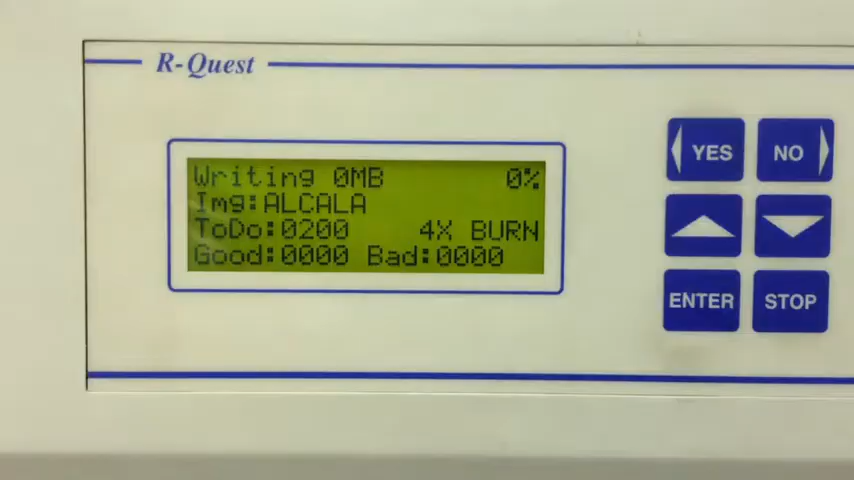 R-Quest
Writing 0MB 0%
Img:ALCALA
ToDo:0200 4X BURN
Good:0000 Bad:0000
YES NO
ENTER STOP